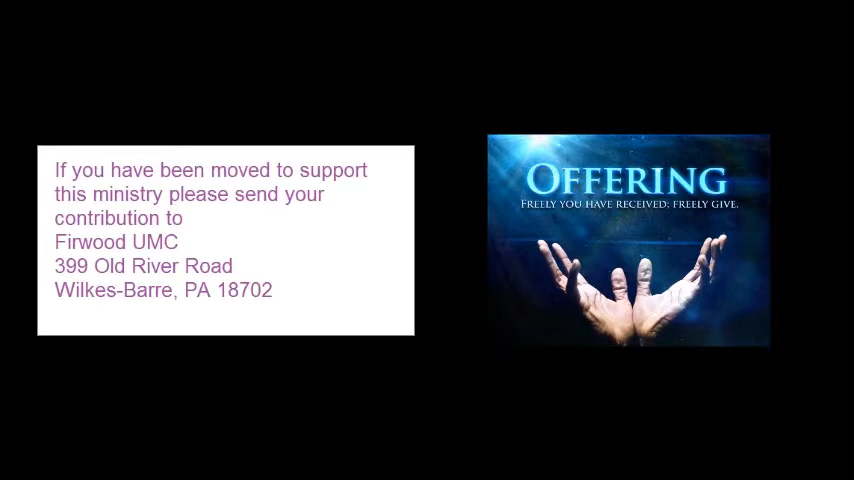 If you have been moved to support
this ministry please send your
contribution to
Firwood UMC
399 Old River Road
Wilkes-Barre, PA 18702
OFFERING
FREELY YOU HAVE RECEIVED; FREELY GIVE.